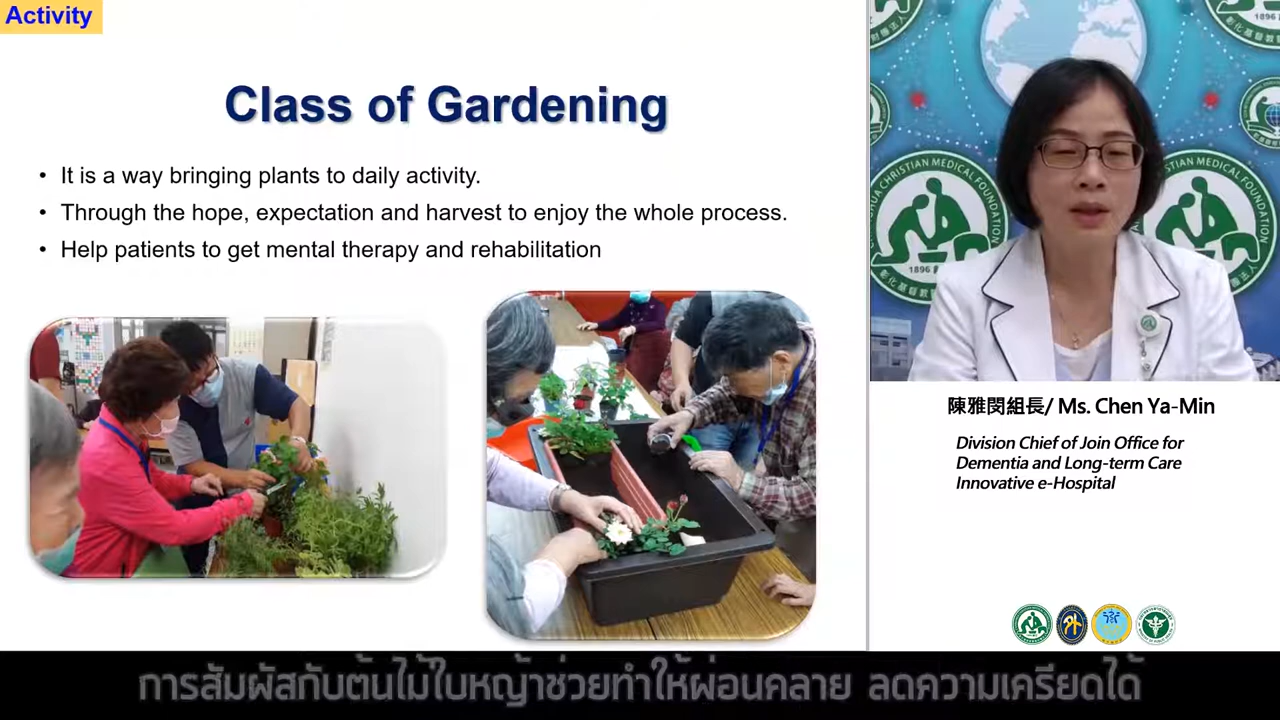 Activity
Class of Gardening
• It is a way bringing plants to daily activity.
• Through the hope, expectation and harvest to enjoy the whole process.
• Help patients to get mental therapy and rehabilitation
陳雅閔組長/ Ms. Chen Ya-Min
Division Chief of Join Office for
Dementia and Long-term Care
Innovative e-Hospital
การสัมผัสกับต้นไม้ใบหญ้าช่วยทำให้ผ่อนคลาย ลดความเครียดได้